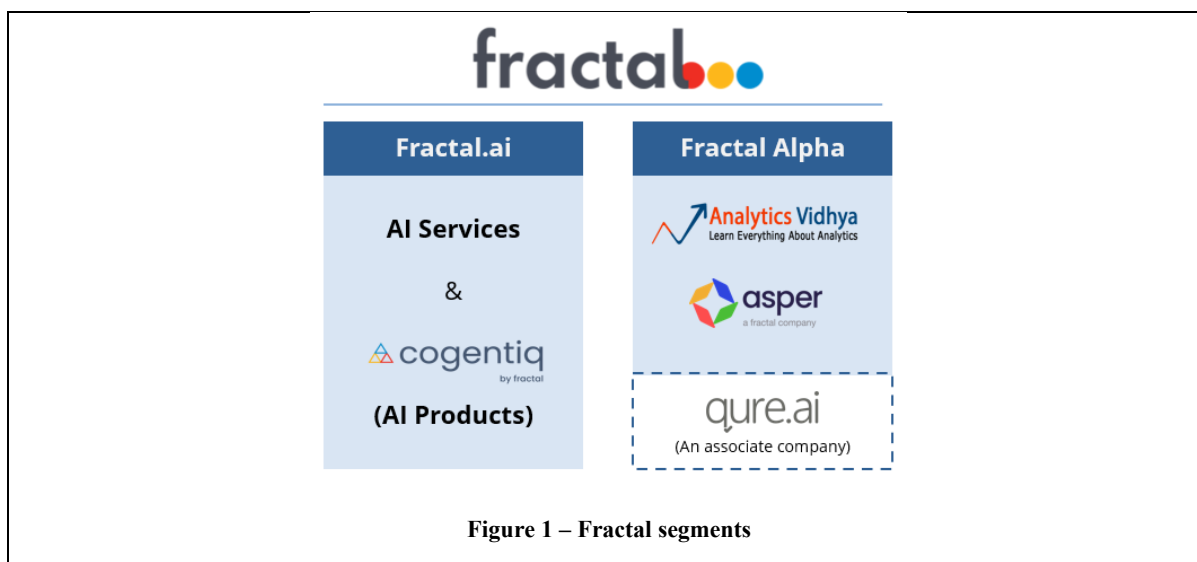 fractal
Fractal.ai
AI Services
&
cogentiq
by fractal
(AI Products)
Fractal Alpha
Analytics Vidhya
Learn Everything About Analytics
asper
a fractal company
qure.ai
(An associate company)
Figure 1 – Fractal segments